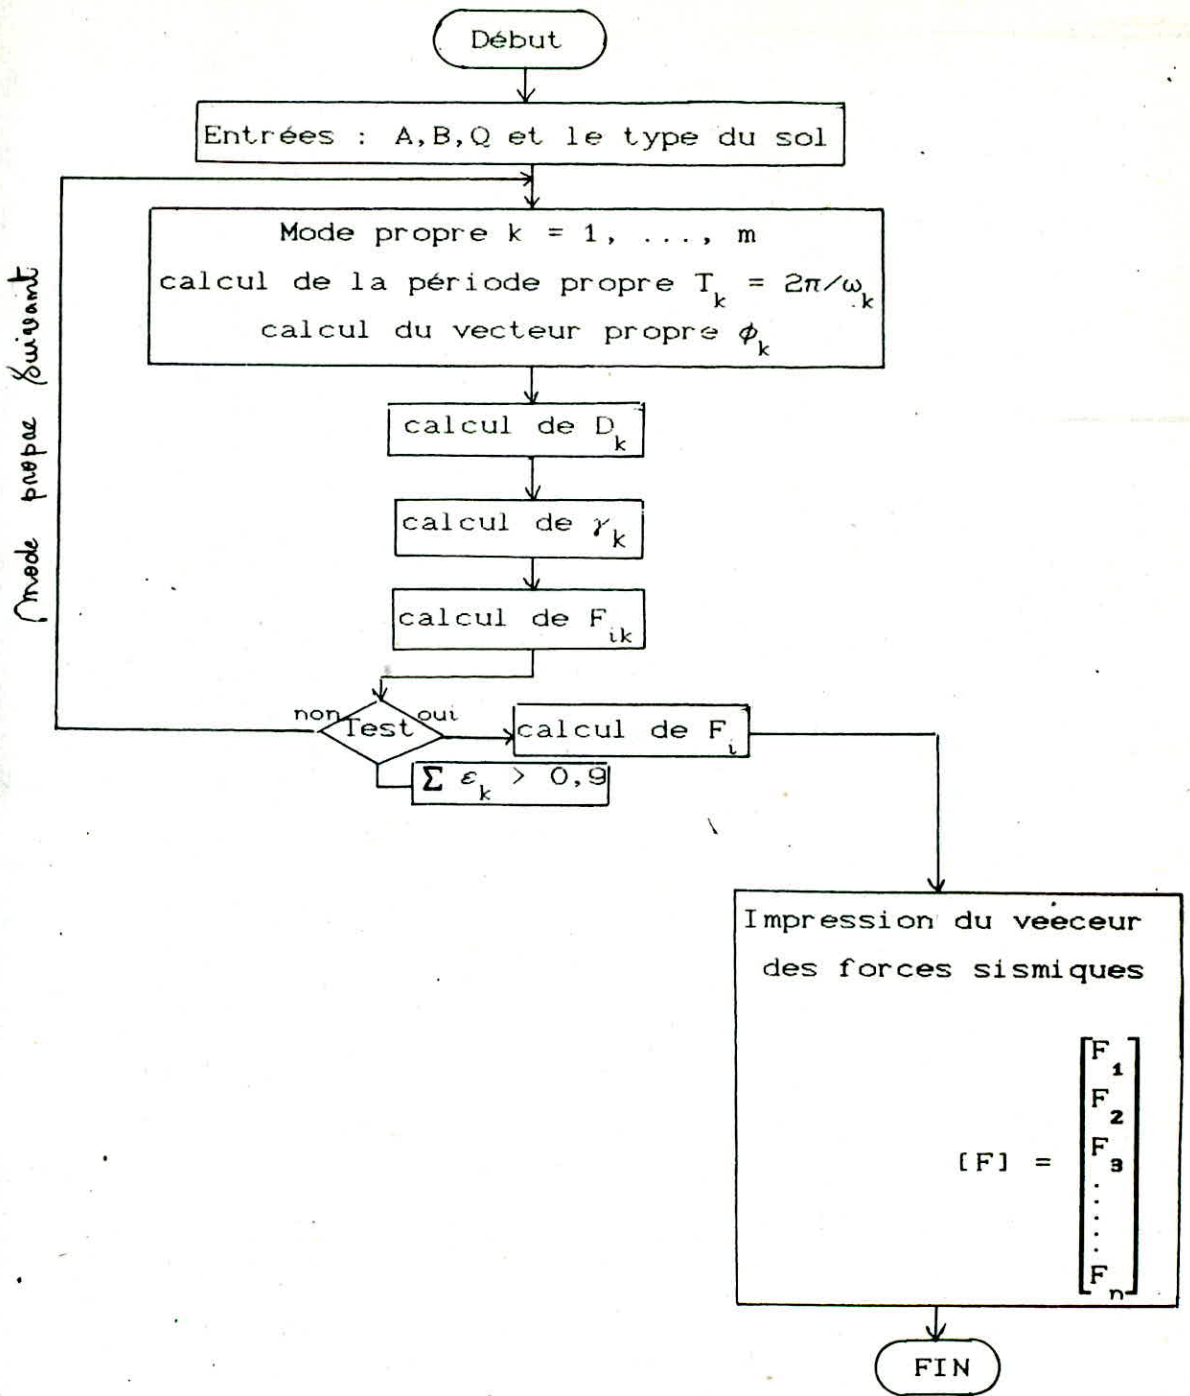 Début
Entrées : A,B,Q et le type du sol
Mode propre k = 1, ..., m
calcul de la période propre T_k = 2π/ω_k
calcul du vecteur propre ϕ_k
mode propre suivant
calcul de D_k
calcul de γ_k
calcul de F_ik
non
Test
oui
calcul de F_i
Σ ε_k > 0,9
Impression du veeceur
des forces sismiques
[F] =
F_1
F_2
F_3
.
.
.
.
.
F_n
FIN